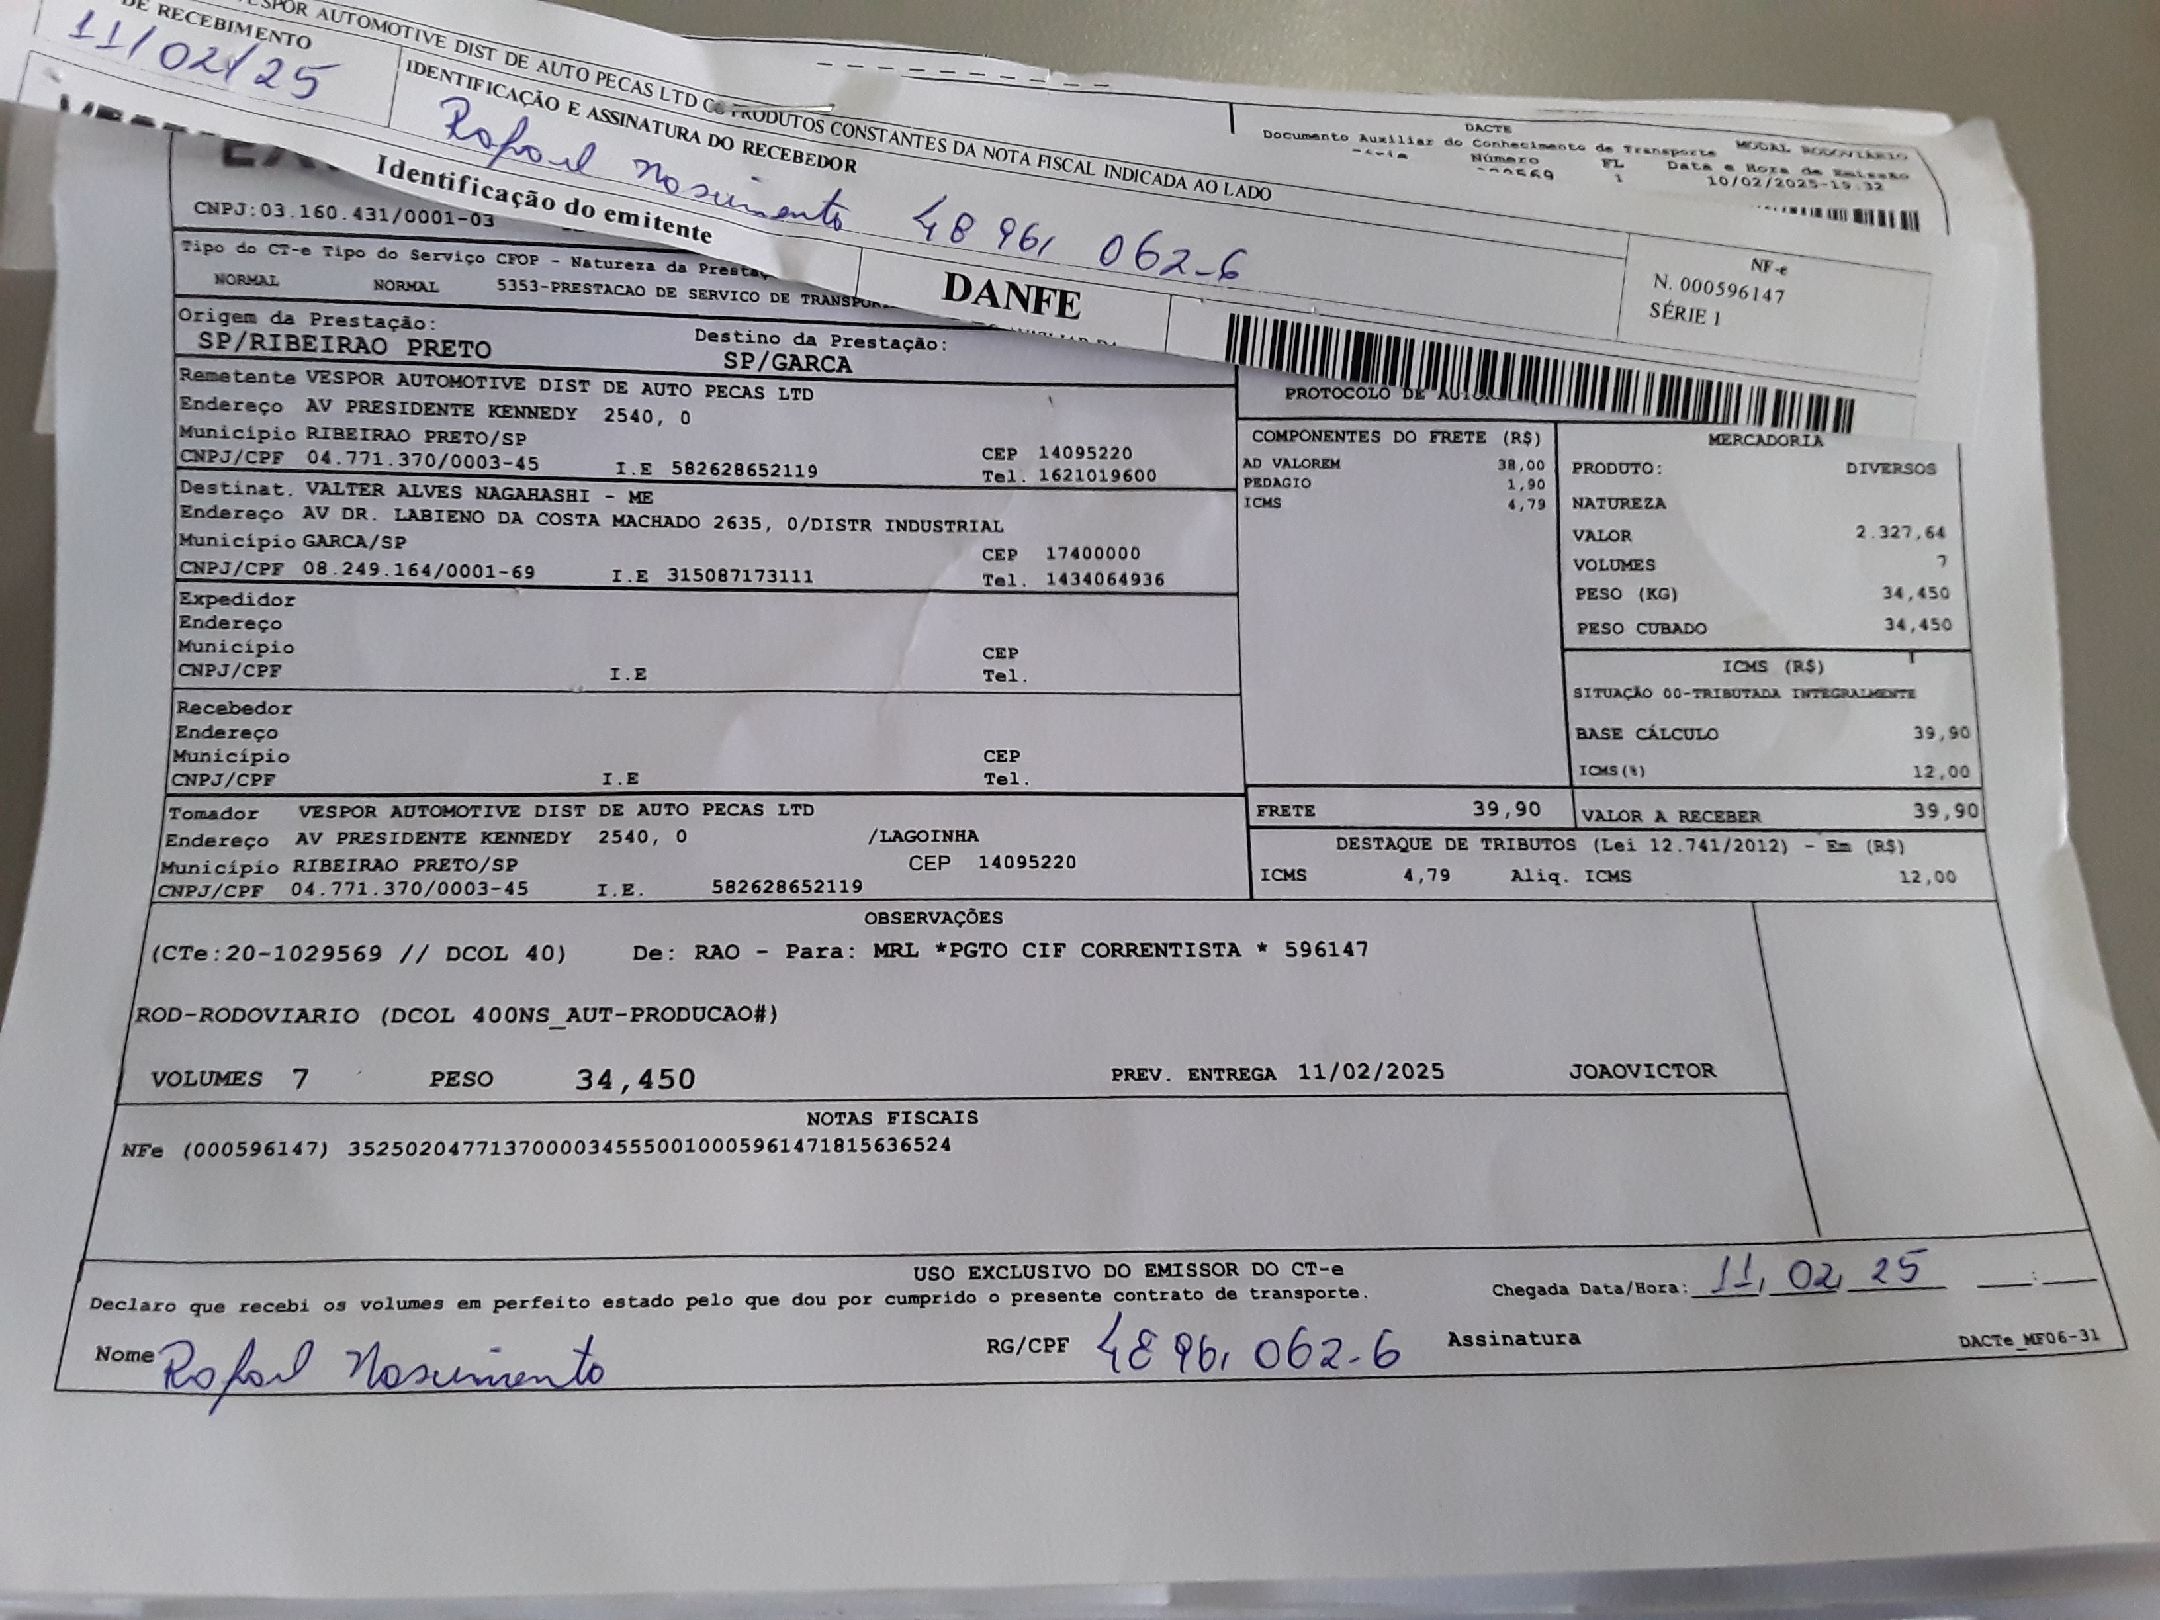 VESPOR AUTOMOTIVE DIST DE AUTO PECAS LTD OS PRODUTOS CONSTANTES DA NOTA FISCAL INDICADA AO LADO
DE RECEBIMENTO
11/02/25
IDENTIFICAÇÃO E ASSINATURA DO RECEBEDOR
Rafael Nascimento 48 961 062-6
NF-e
N. 000596147
SÉRIE 1
Identificação do emitente
DANFE
DACTE
Documento Auxiliar do Conhecimento de Transporte
MODAL RODOVIÁRIO
Número FL Data e Hora de Emissão
1 10/02/2025-19:32
CNPJ:03.160.431/0001-03
Tipo do CT-e Tipo do Serviço CFOP - Natureza da
NORMAL NORMAL 5353-PRESTACAO DE SERVICO DE
Origem da Prestação: Destino da Prestação:
SP/RIBEIRAO PRETO SP/GARCA
Remetente VESPOR AUTOMOTIVE DIST DE AUTO PECAS LTD
Endereço AV PRESIDENTE KENNEDY 2540, 0
Município RIBEIRAO PRETO/SP CEP 14095220
CNPJ/CPF 04.771.370/0003-45 I.E 582628652119 Tel. 1621019600
Destinat. VALTER ALVES NAGAHASHI - ME
Endereço AV DR. LABIENO DA COSTA MACHADO 2635, 0/DISTR INDUSTRIAL
Município GARCA/SP CEP 17400000
CNPJ/CPF 08.249.164/0001-69 I.E 315087173111 Tel. 1434064936
Expedidor
Endereço
Município CEP
CNPJ/CPF I.E Tel.
Recebedor
Endereço
Município CEP
CNPJ/CPF I.E Tel.
Tomador VESPOR AUTOMOTIVE DIST DE AUTO PECAS LTD
Endereço AV PRESIDENTE KENNEDY 2540, 0 /LAGOINHA
Município RIBEIRAO PRETO/SP CEP 14095220
CNPJ/CPF 04.771.370/0003-45 I.E. 582628652119
PROTOCOLO DE
COMPONENTES DO FRETE (R$)
AD VALOREM 38,00
PEDAGIO 1,90
ICMS 4,79
MERCADORIA
PRODUTO: DIVERSOS
NATUREZA
VALOR 2.327,64
VOLUMES 7
PESO (KG) 34,450
PESO CUBADO 34,450
ICMS (R$)
SITUAÇÃO 00-TRIBUTADA INTEGRALMENTE
BASE CÁLCULO 39,90
ICMS(%) 12,00
FRETE 39,90 VALOR A RECEBER 39,90
DESTAQUE DE TRIBUTOS (Lei 12.741/2012) - Em (R$)
ICMS 4,79 Aliq. ICMS 12,00
OBSERVAÇÕES
(CTe:20-1029569 // DCOL 40) De: RAO - Para: MRL *PGTO CIF CORRENTISTA * 596147
ROD-RODOVIARIO (DCOL 400NS_AUT-PRODUCAO#)
VOLUMES 7 PESO 34,450 PREV. ENTREGA 11/02/2025 JOAOVICTOR
NOTAS FISCAIS
NFe (000596147) 35250204771370000345550010005961471815636524
USO EXCLUSIVO DO EMISSOR DO CT-e
Declaro que recebi os volumes em perfeito estado pelo que dou por cumprido o presente contrato de transporte. Chegada Data/Hora: 11/02/25 __:__
Nome Rafael Nascimento RG/CPF 48 961 062-6 Assinatura DACTe_MF06-31